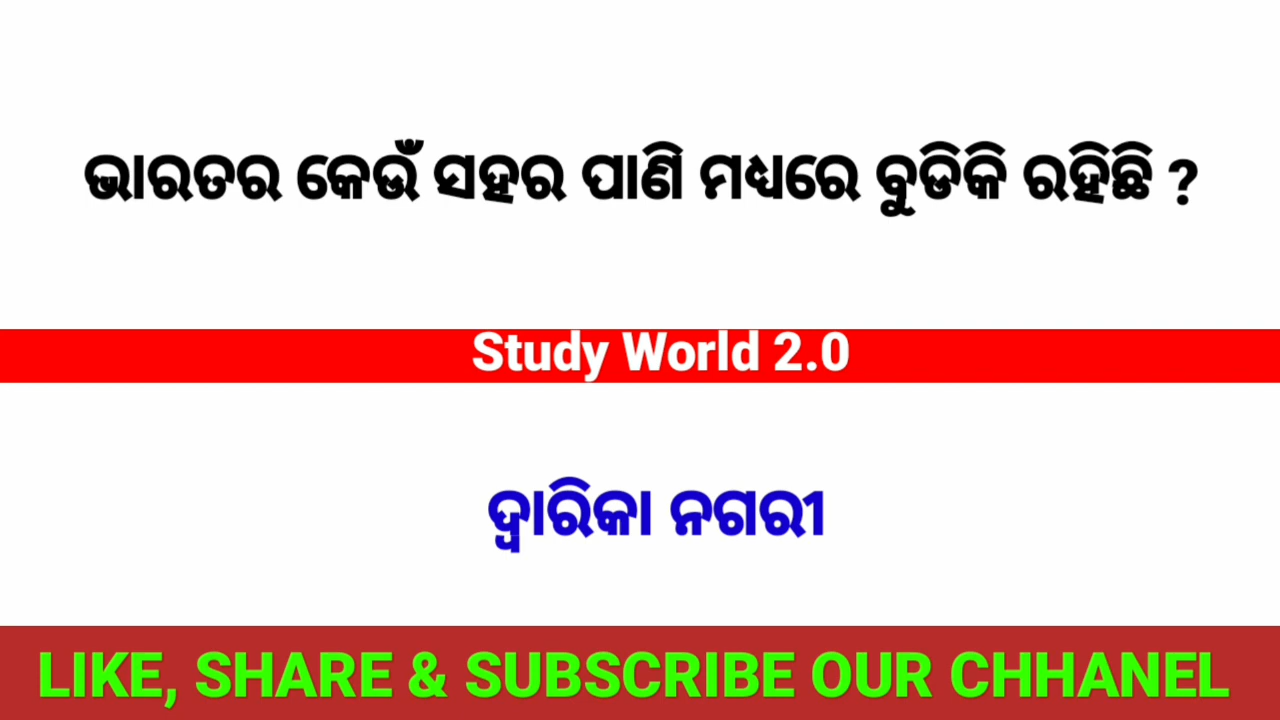 ଭାରତର କେଉଁ ସହର ପାଣି ମଧ୍ୟରେ ବୁଡିକି ରହିଛି ?
Study World 2.0
ଦ୍ୱାରିକା ନଗରୀ
LIKE, SHARE & SUBSCRIBE OUR CHHANEL